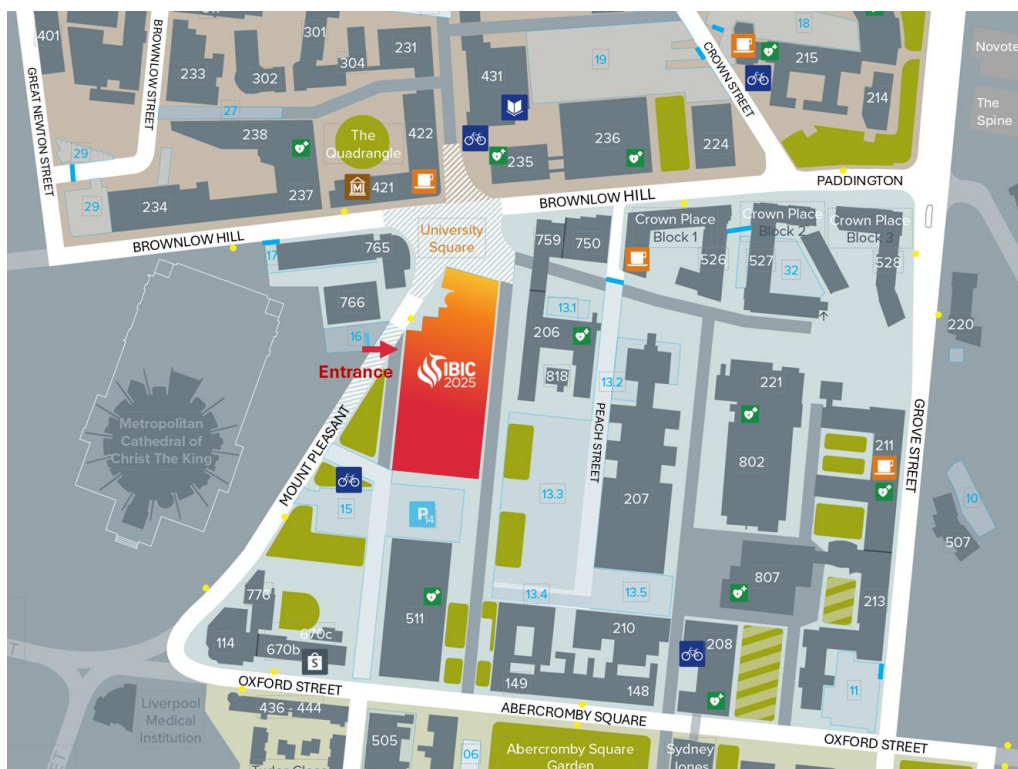 401
GREAT NEWTON STREET
BROWNLOW STREET
233
302
301
304
231
431
19
CROWN STREET
18
215
214
Novote
The
Spine
27
238
The
Quadrangle
422
235
236
224
29
29
234
237
M
421
BROWNLOW HILL
PADDINGTON
BROWNLOW HILL
University
Square
17
765
759
750
Crown Place
Block 1
Crown Place
Block 2
Crown Place
Block 3
526
527
32
528
766
16
Entrance
IBIC
2025
13.1
206
818
13.2
220
221
PEACH STREET
GROVE STREET
Metropolitan
Cathedral of
Christ The King
MOUNT PLEASANT
802
211
15
P14
13.3
207
10
507
776
511
13.4
13.5
807
213
114
670c
670b
S
210
208
149
148
11
OXFORD STREET
ABERCROMBY SQUARE
OXFORD STREET
Liverpool
Medical
Institution
436 - 444
505
06
Abercromby Square
Garden
Sydney
Jones